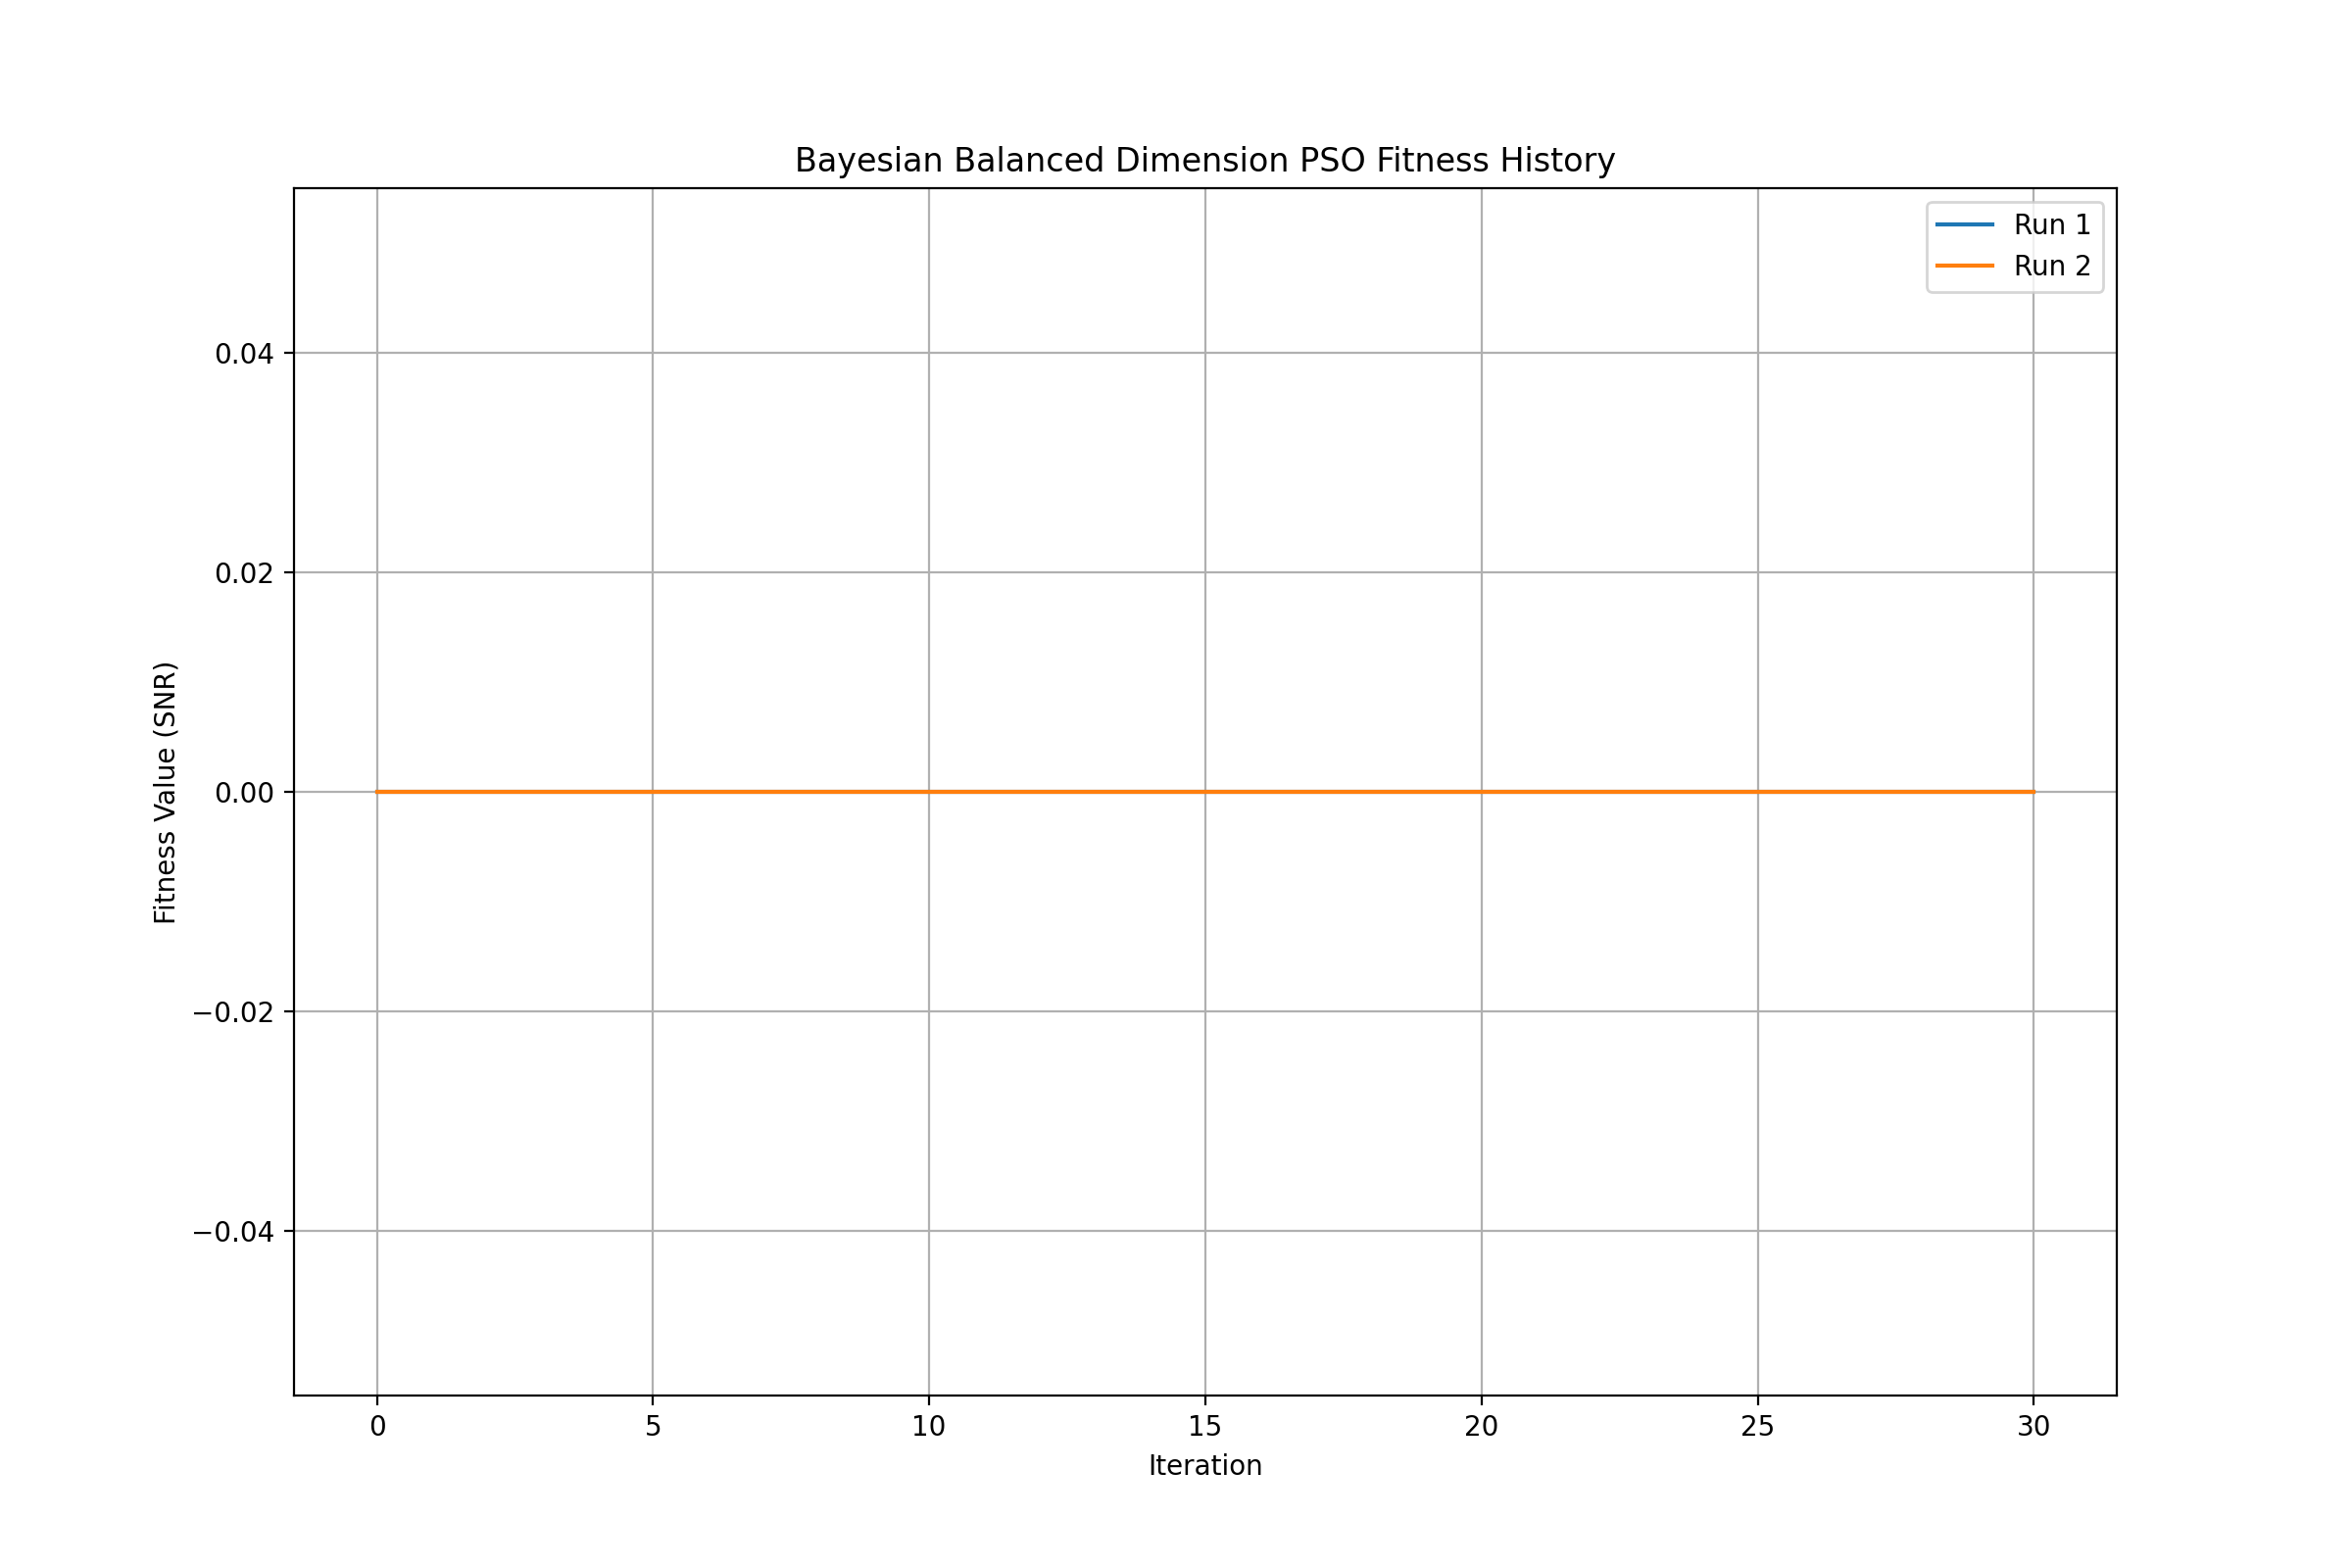 Bayesian Balanced Dimension PSO Fitness History
Run 1
Run 2
0.04
0.02
0.00
−0.02
−0.04
Fitness Value (SNR)
0 5 10 15 20 25 30
Iteration